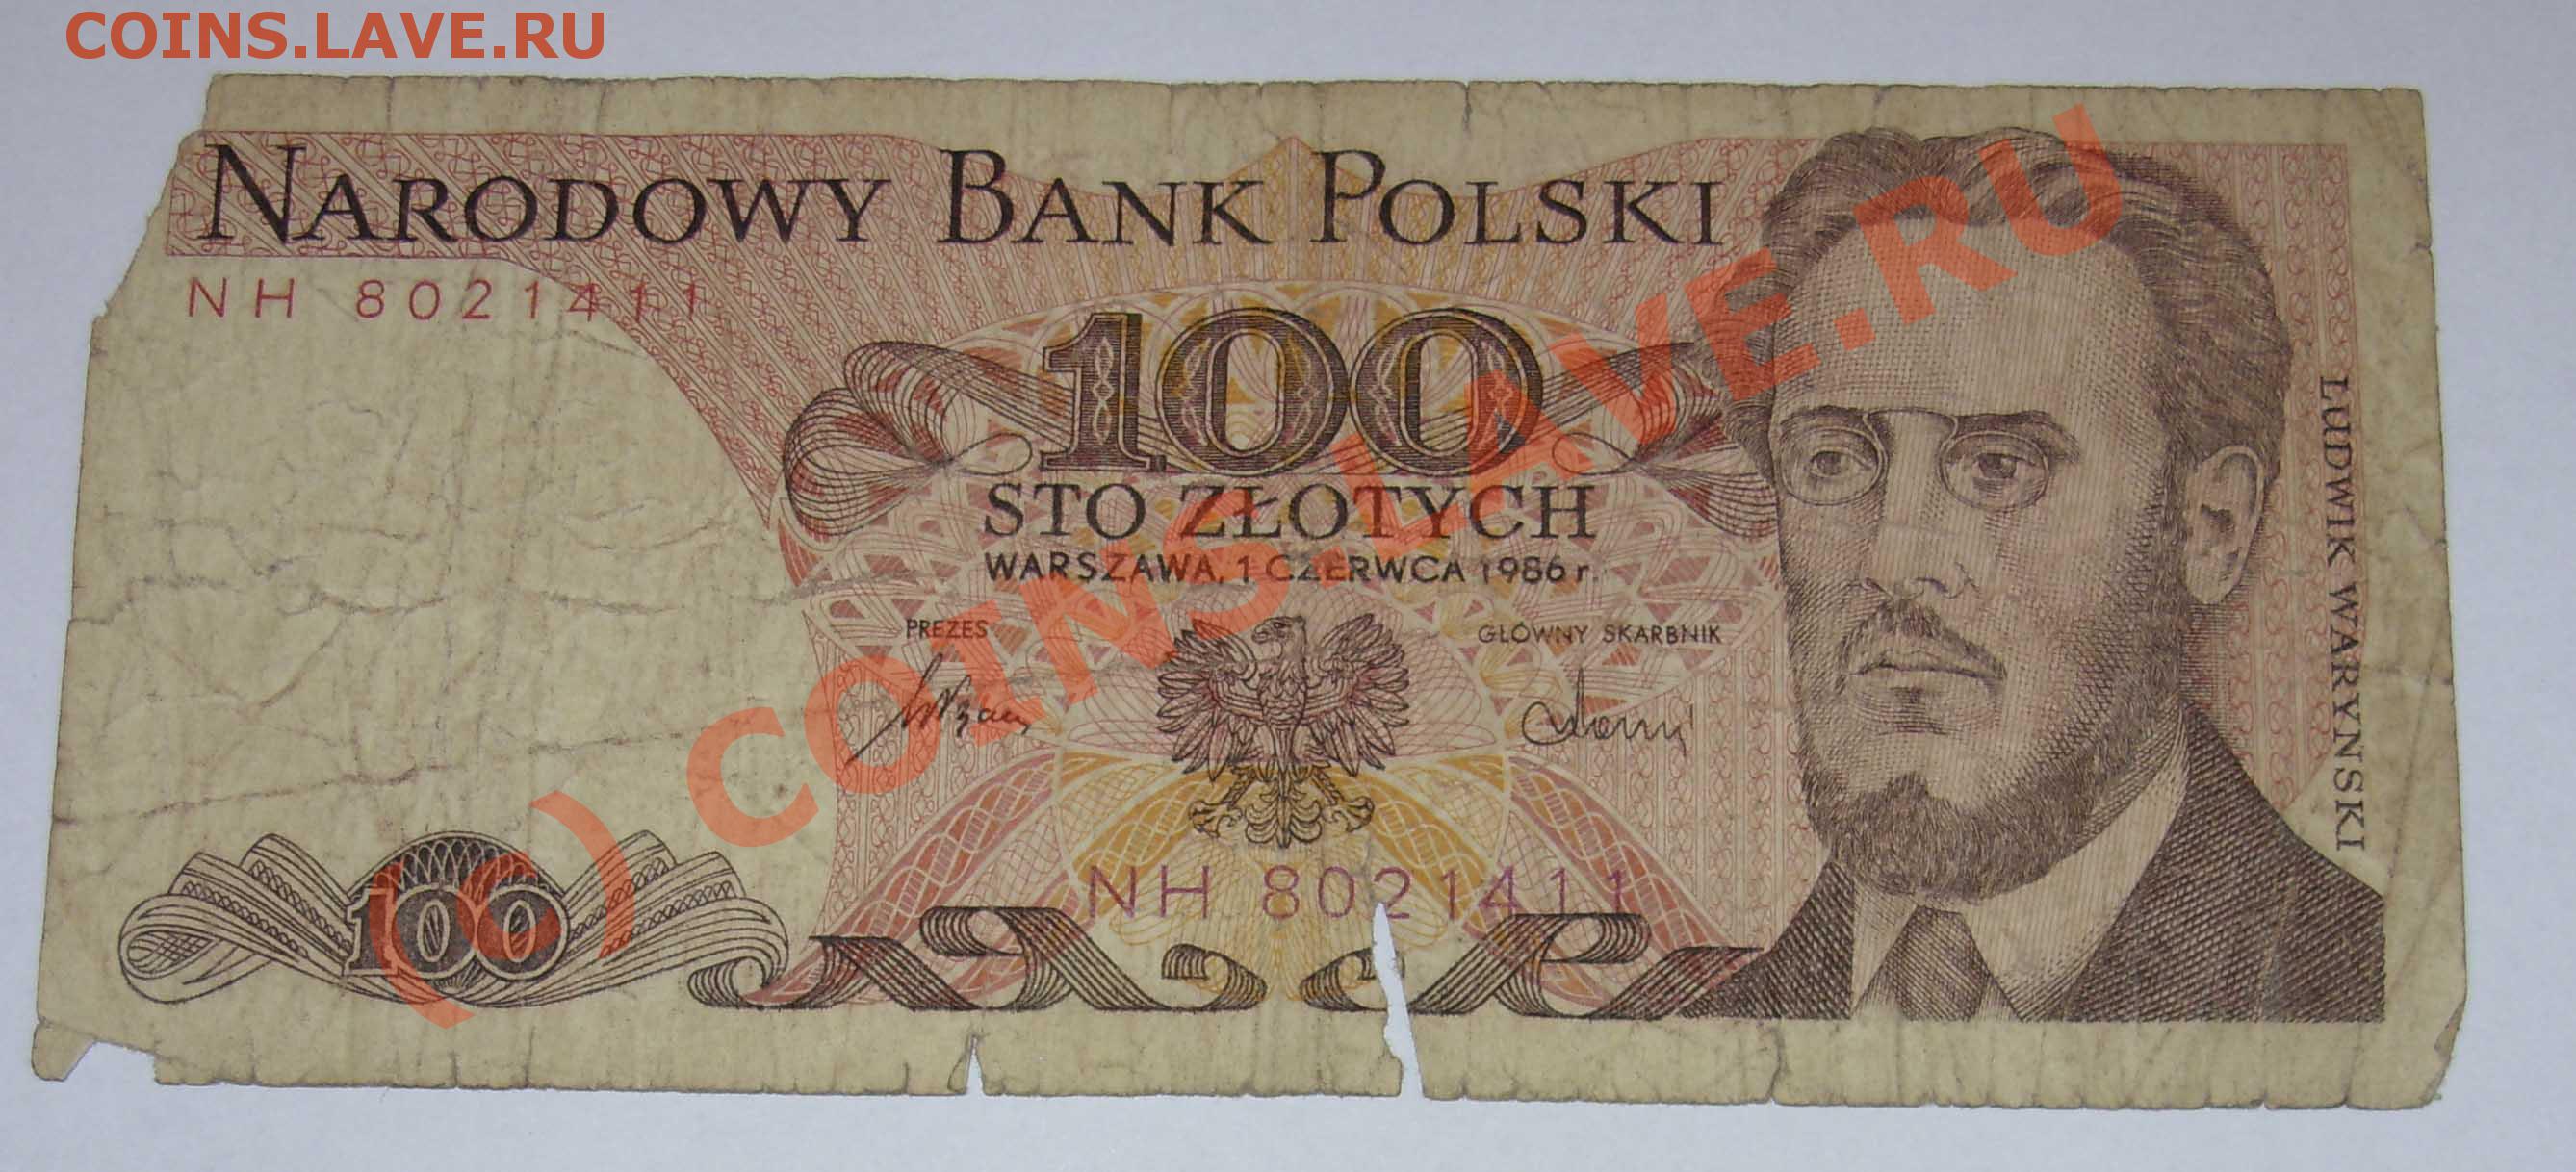 COINS.LAVE.RU
NARODOWY BANK POLSKI
NH 8021411
100
STO ZŁOTYCH
WARSZAWA, 1 CZERWCA 1986 r.
PREZES
GŁÓWNY SKARBNIK
LUDWIK WARYŃSKI
NH 8021411
100
(c) COINS.LAVE.RU